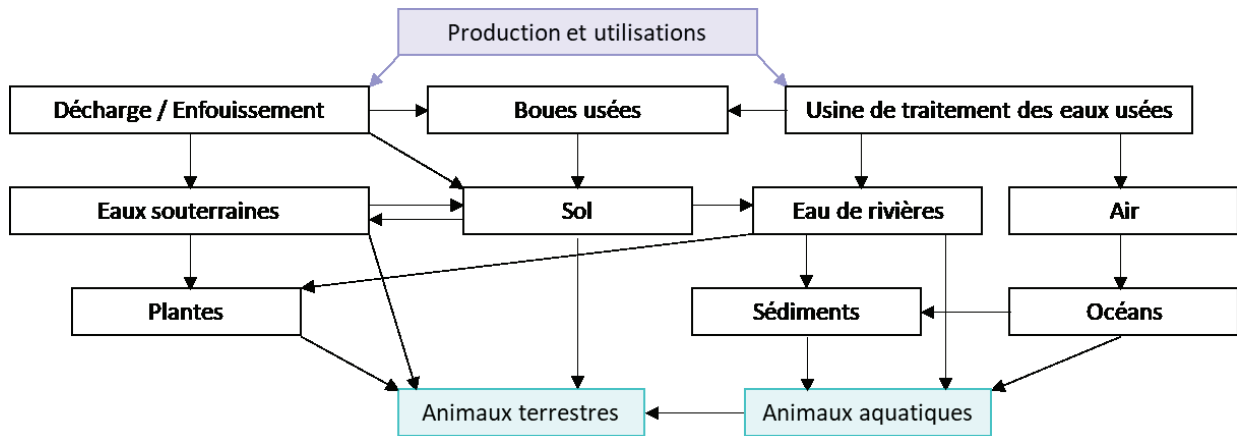 Production et utilisations
Décharge / Enfouissement
Boues usées
Usine de traitement des eaux usées
Eaux souterraines
Sol
Eau de rivières
Air
Plantes
Sédiments
Océans
Animaux terrestres
Animaux aquatiques